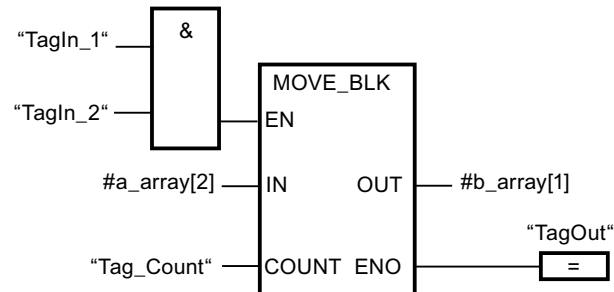 &
“TagIn_1“
MOVE_BLK
“TagIn_2“
EN
#a_array[2]
IN
OUT
#b_array[1]
“TagOut“
“Tag_Count“
COUNT
ENO
=